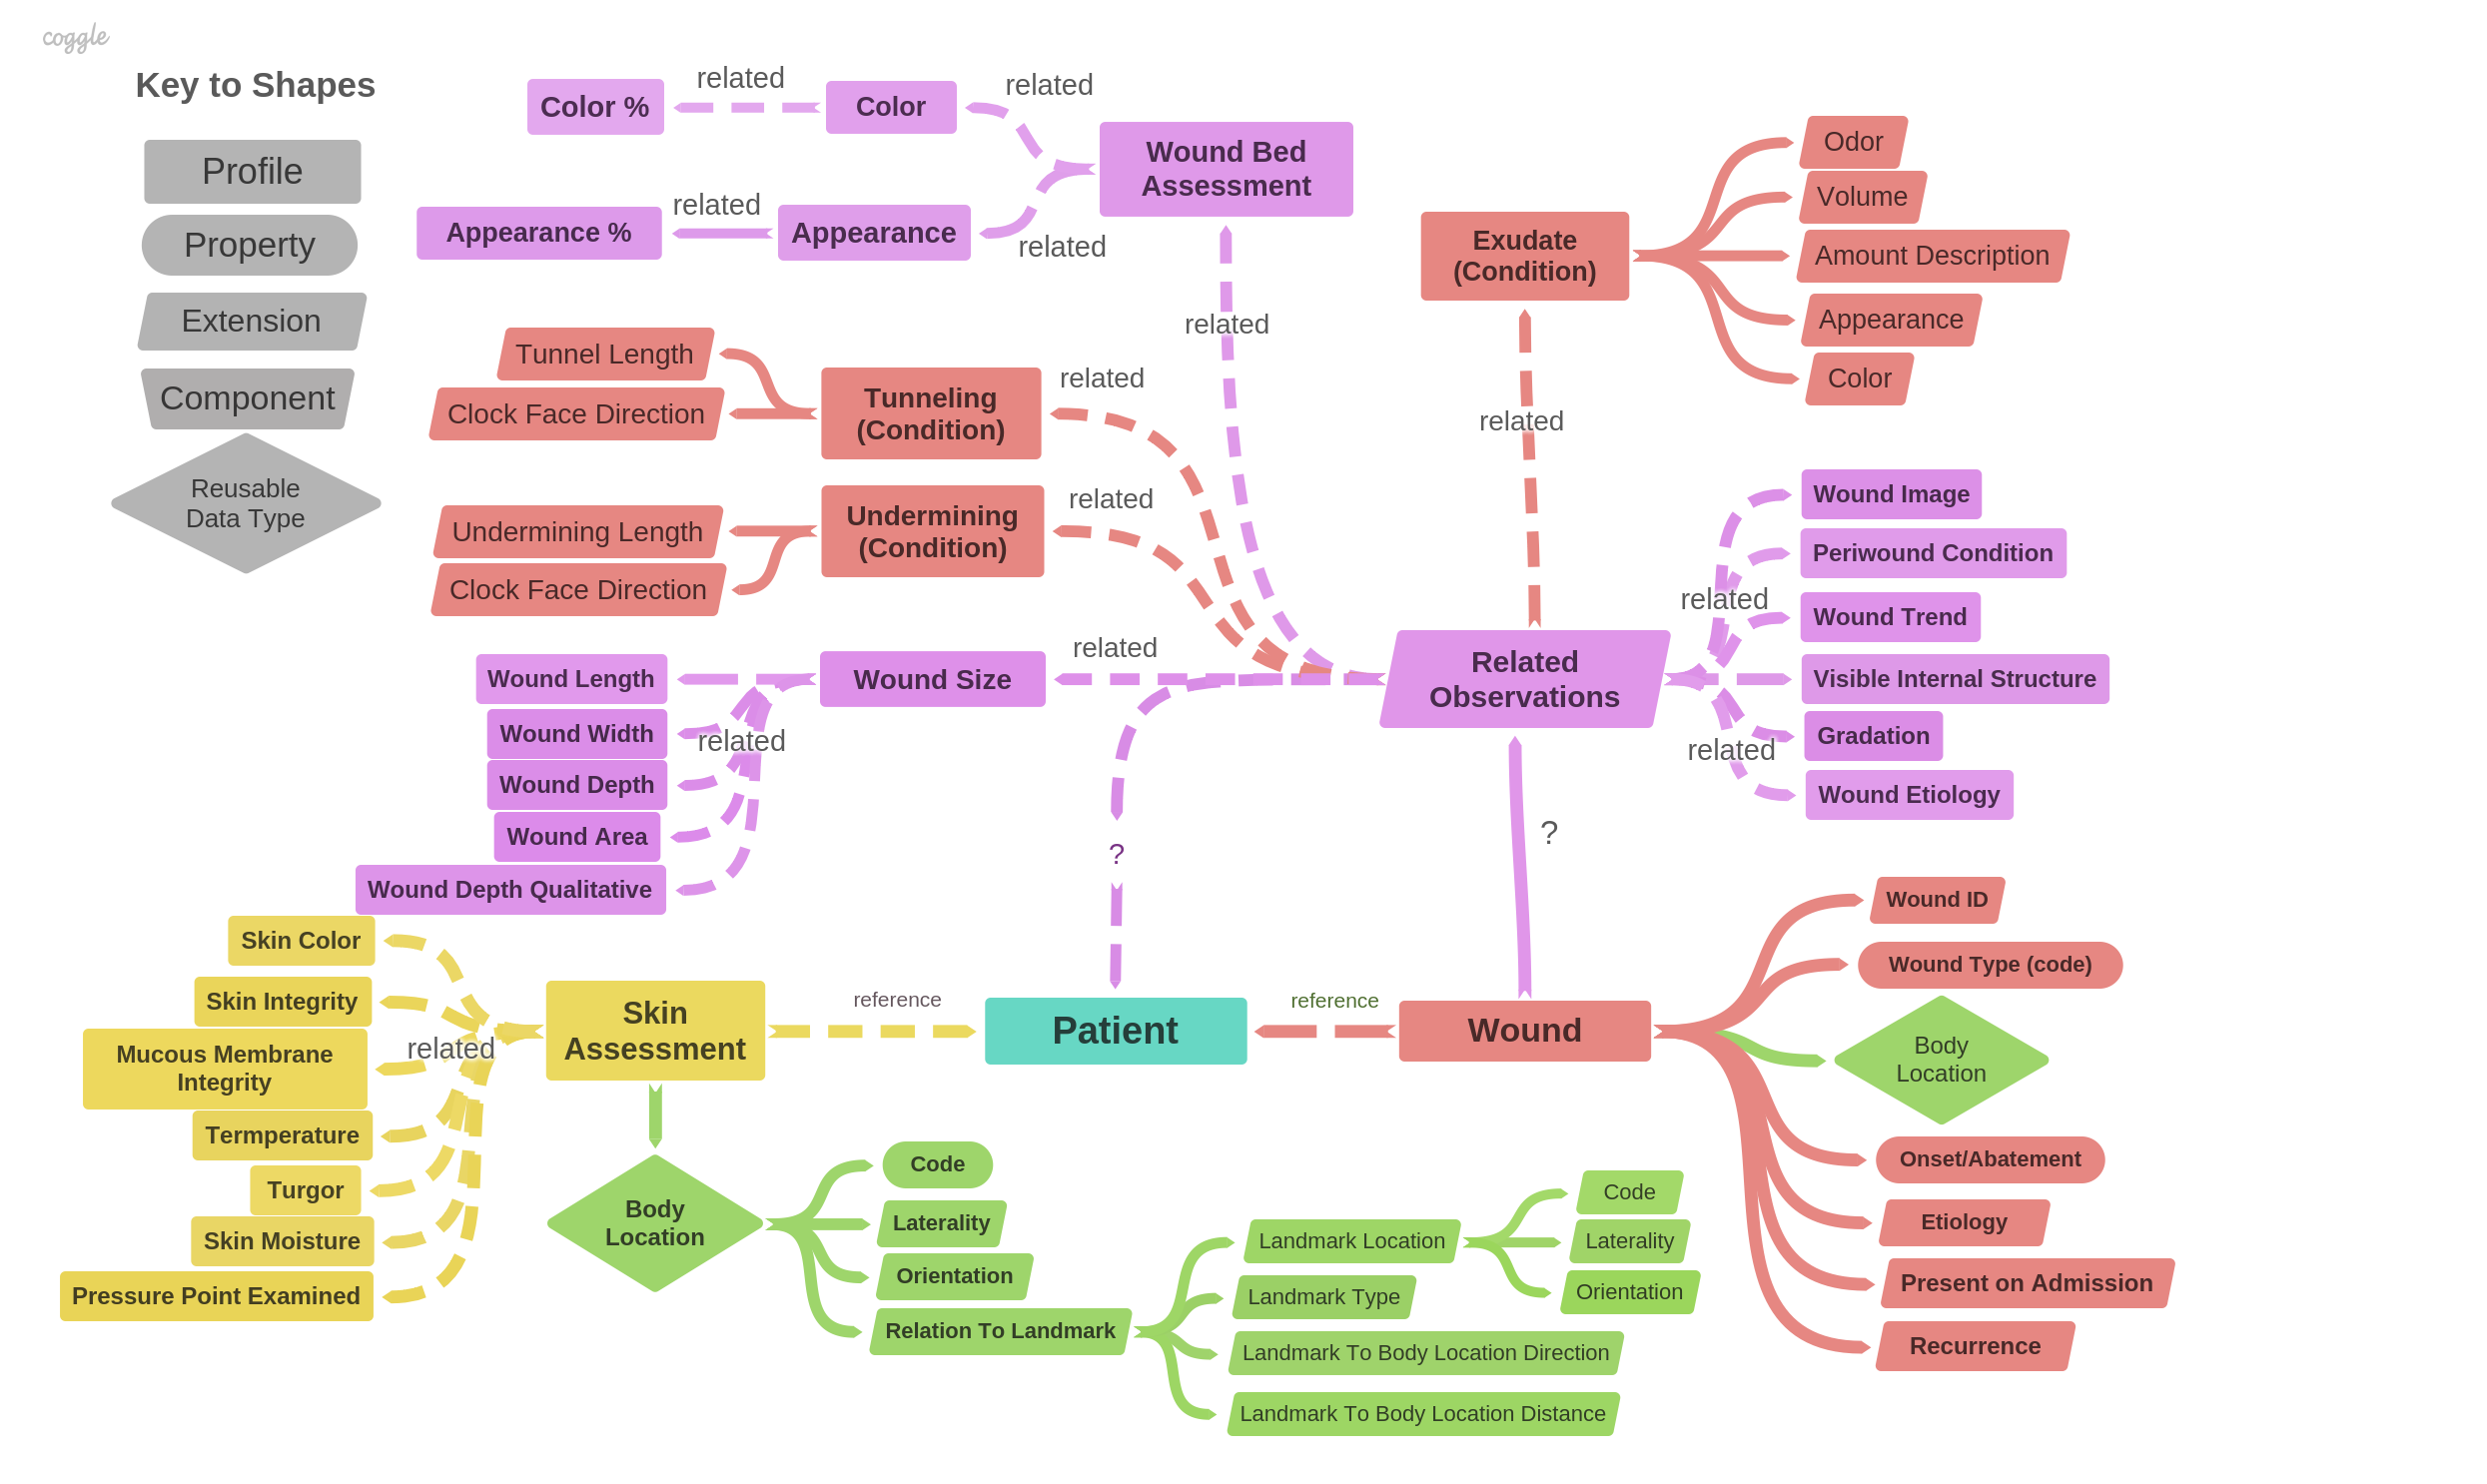 coggle
Key to Shapes
Profile
Property
Extension
Component
Reusable
Data Type
Color %
related
Color
related
Wound Bed
Assessment
Appearance %
related
Appearance
related
related
Exudate
(Condition)
Odor
Volume
Amount Description
Appearance
Color
related
Tunnel Length
Clock Face Direction
Tunneling
(Condition)
related
Undermining Length
Clock Face Direction
Undermining
(Condition)
related
Wound Length
Wound Width
Wound Depth
Wound Area
Wound Depth Qualitative
related
Wound Size
related
Related
Observations
related
related
Wound Image
Periwound Condition
Wound Trend
Visible Internal Structure
Gradation
Wound Etiology
?
?
Skin Color
Skin Integrity
Mucous Membrane
Integrity
Termperature
Turgor
Skin Moisture
Pressure Point Examined
related
Skin
Assessment
reference
Patient
reference
Wound
Wound ID
Wound Type (code)
Body
Location
Onset/Abatement
Etiology
Present on Admission
Recurrence
Body
Location
Code
Laterality
Orientation
Relation To Landmark
Landmark Location
Landmark Type
Landmark To Body Location Direction
Landmark To Body Location Distance
Code
Laterality
Orientation